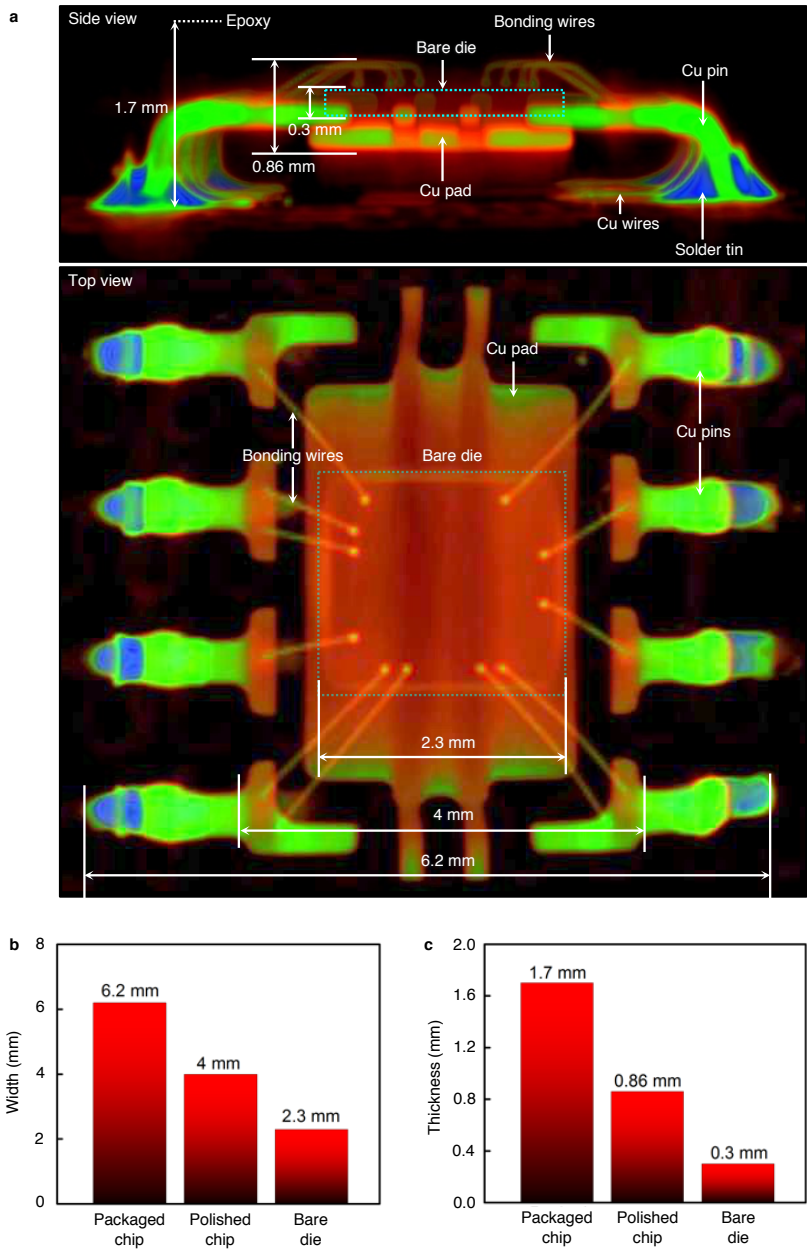 a
Side view
Epoxy
Bonding wires
Bare die
Cu pin
1.7 mm
0.3 mm
0.86 mm
Cu pad
Cu wires
Solder tin
Top view
Cu pad
Cu pins
Bonding wires
Bare die
2.3 mm
4 mm
6.2 mm
b
Width (mm)
8
6
4
2
0
6.2 mm
4 mm
2.3 mm
Packaged
chip
Polished
chip
Bare
die
c
Thickness (mm)
2.0
1.6
1.2
0.8
0.4
0.0
1.7 mm
0.86 mm
0.3 mm
Packaged
chip
Polished
chip
Bare
die